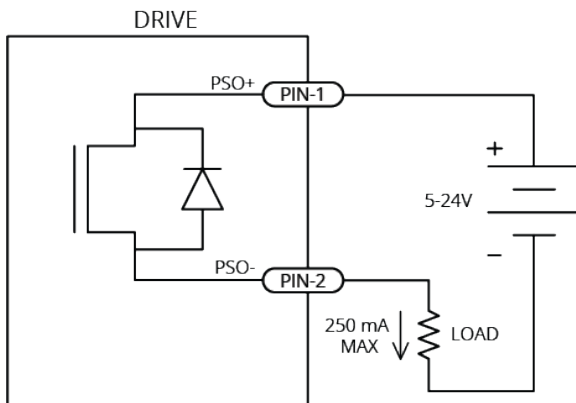 DRIVE
PSO+
PIN-1
+
5-24V
−
PSO-
PIN-2
250 mA
MAX
LOAD